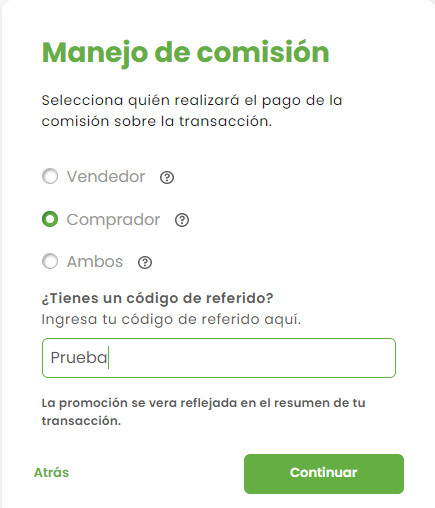 Manejo de comisión
Selecciona quién realizará el pago de la
comisión sobre la transacción.
Vendedor
Comprador
Ambos
¿Tienes un código de referido?
Ingresa tu código de referido aquí.
Prueba
La promoción se vera reflejada en el resumen de tu
transacción.
Atrás Continuar